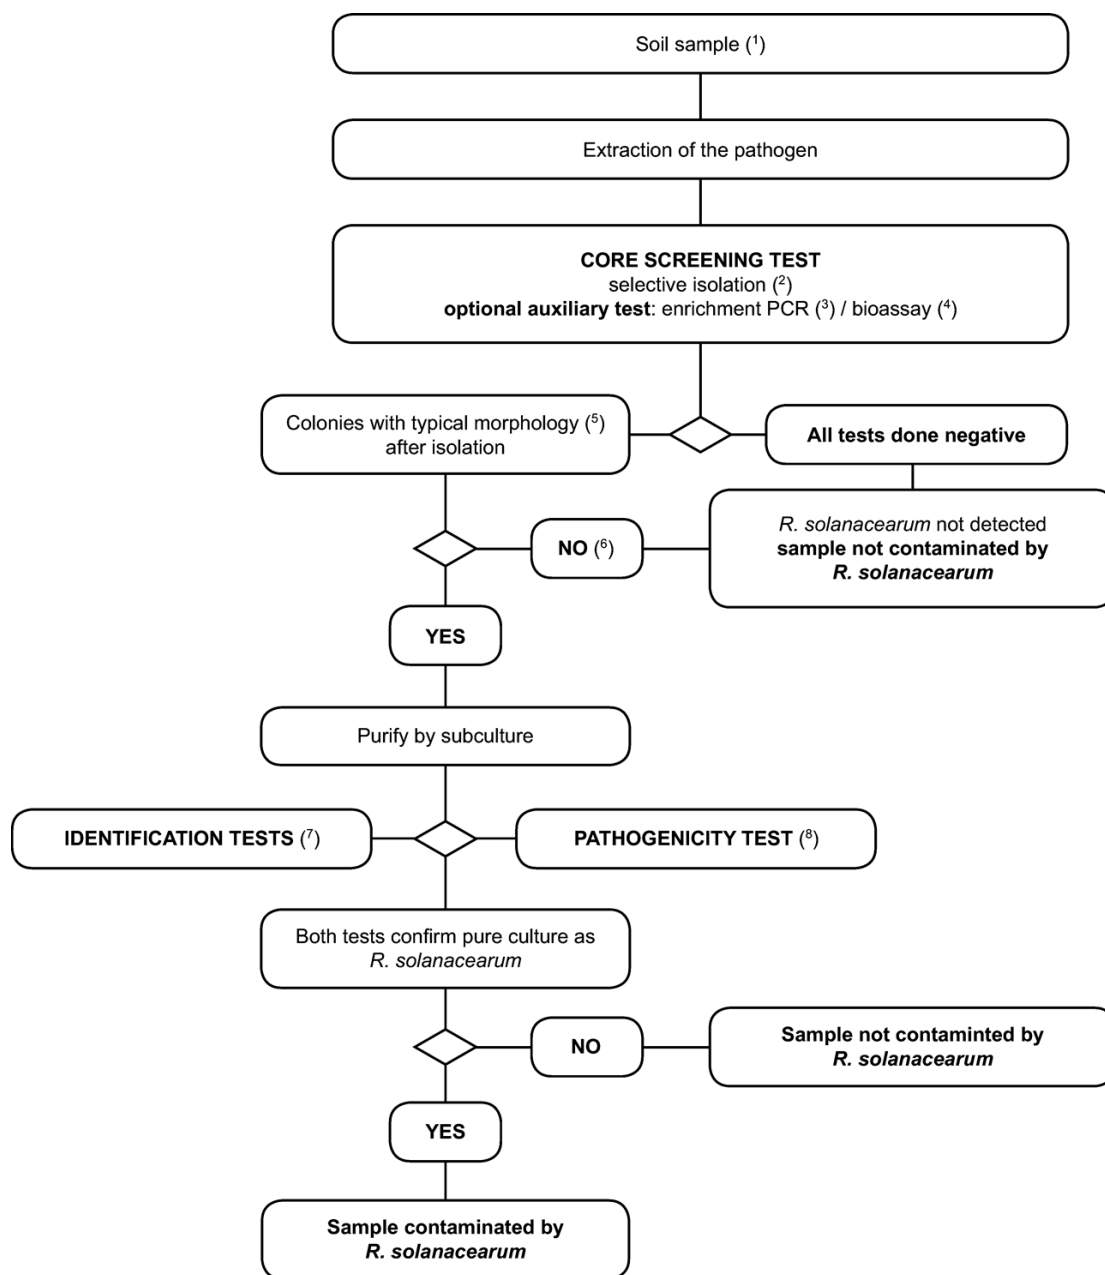 Soil sample (¹)
Extraction of the pathogen
CORE SCREENING TEST
selective isolation (²)
optional auxiliary test: enrichment PCR (³) / bioassay (⁴)
Colonies with typical morphology (⁵)
after isolation
All tests done negative
R. solanacearum not detected
sample not contaminated by
R. solanacearum
NO (⁶)
YES
Purify by subculture
IDENTIFICATION TESTS (⁷)
PATHOGENICITY TEST (⁸)
Both tests confirm pure culture as
R. solanacearum
NO
Sample not contaminted by
R. solanacearum
YES
Sample contaminated by
R. solanacearum